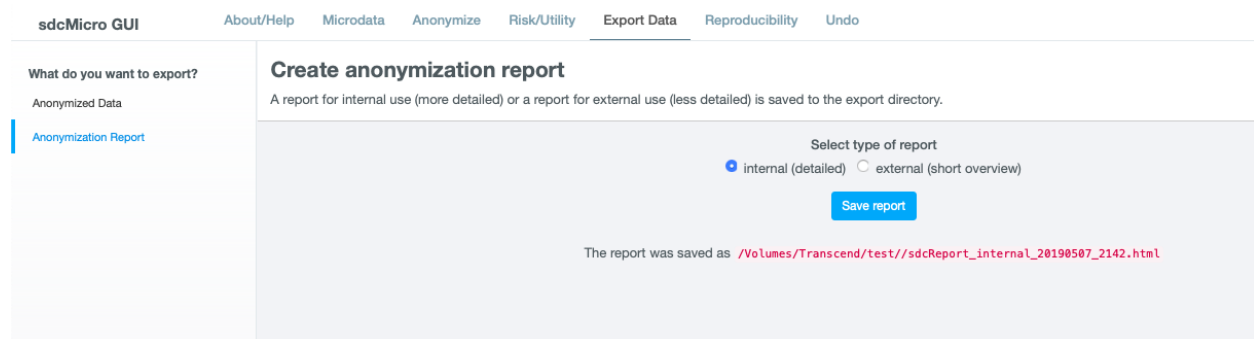 sdcMicro GUI
About/Help Microdata Anonymize Risk/Utility Export Data Reproducibility Undo
What do you want to export?
Anonymized Data
Anonymization Report
Create anonymization report
A report for internal use (more detailed) or a report for external use (less detailed) is saved to the export directory.
Select type of report
internal (detailed) external (short overview)
Save report
The report was saved as /Volumes/Transcend/test//sdcReport_internal_20190507_2142.html